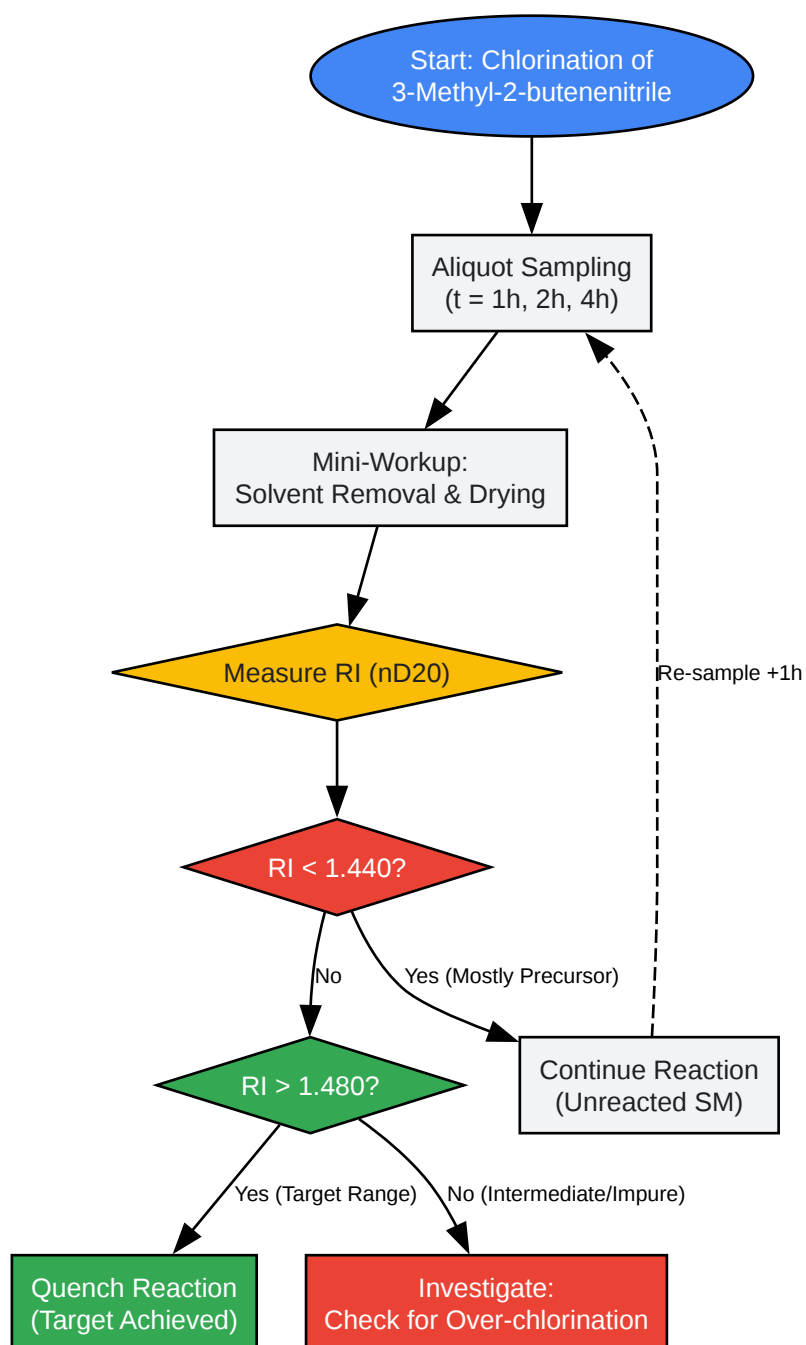 Start: Chlorination of
3-Methyl-2-butenenitrile
Aliquot Sampling
(t = 1h, 2h, 4h)
Mini-Workup:
Solvent Removal & Drying
Measure RI (nD20)
Re-sample +1h
RI < 1.440?
No
Yes (Mostly Precursor)
RI > 1.480?
Continue Reaction
(Unreacted SM)
Yes (Target Range)
No (Intermediate/Impure)
Quench Reaction
(Target Achieved)
Investigate:
Check for Over-chlorination